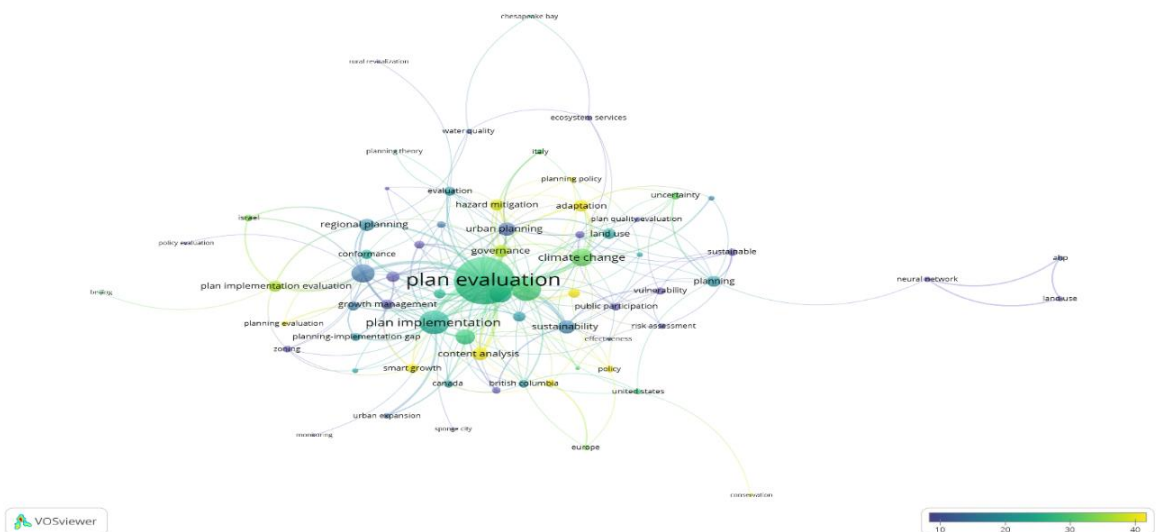 chesapeake bay
rural revitalization
ecosystem services
water quality
planning theory
italy
planning policy
evaluation
uncertainty
hazard mitigation
adaptation
israel
plan quality evaluation
regional planning
urban planning
land use
policy evaluation
governance
sustainable
conformance
climate change
abp
plan evaluation
neural network
planning
plan implementation evaluation
beijing
vulnerability
land-use
growth management
public participation
planning evaluation
plan implementation
sustainability
risk assessment
planning-implementation gap
effectiveness
zoning
content analysis
smart growth
policy
canada
british columbia
united states
urban expansion
sponge city
monitoring
europe
conservation
VOSviewer
10 20 30 40